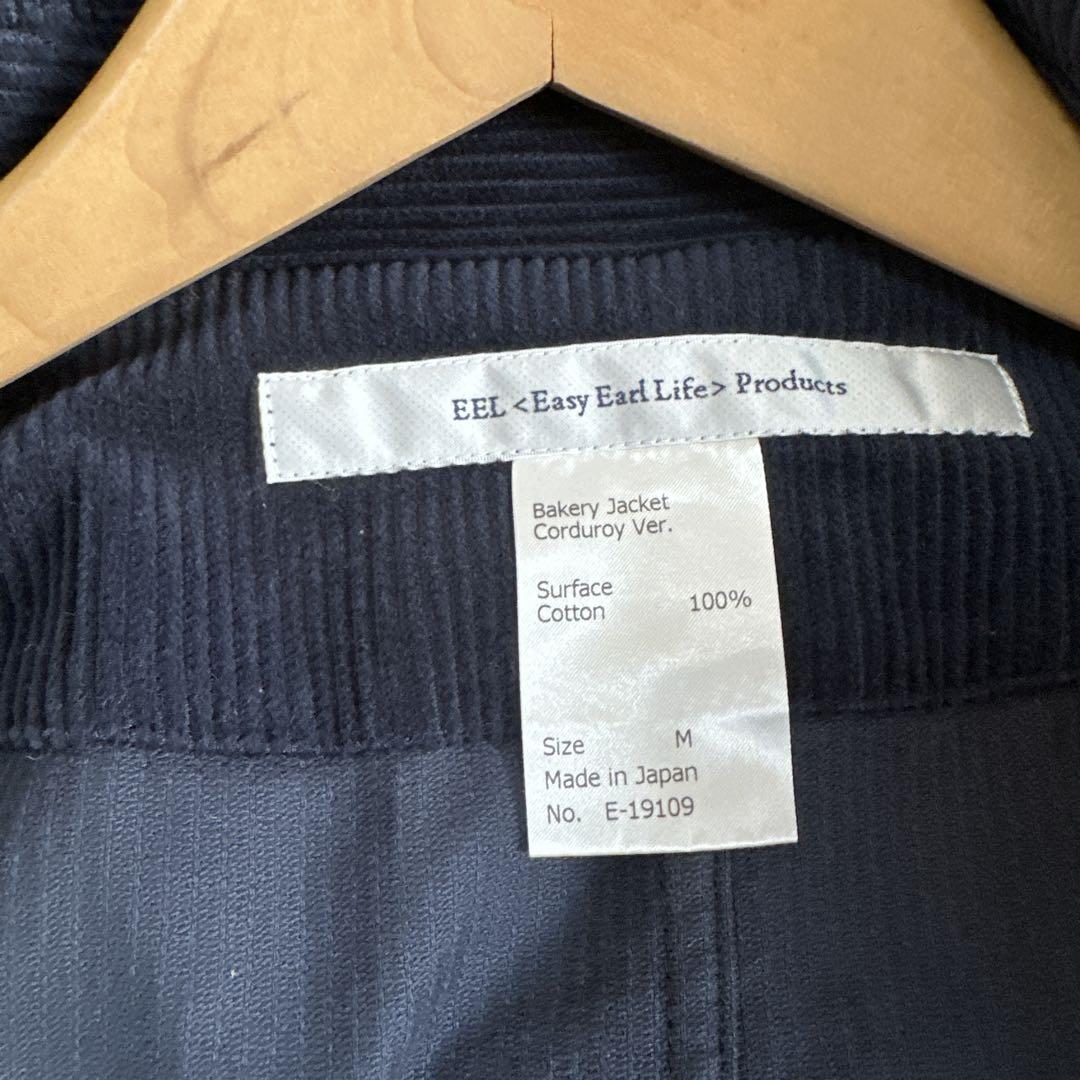 EEL <Easy Earl Life> Products
Bakery Jacket
Corduroy Ver.
Surface
Cotton 100%
Size M
Made in Japan
No. E-19109